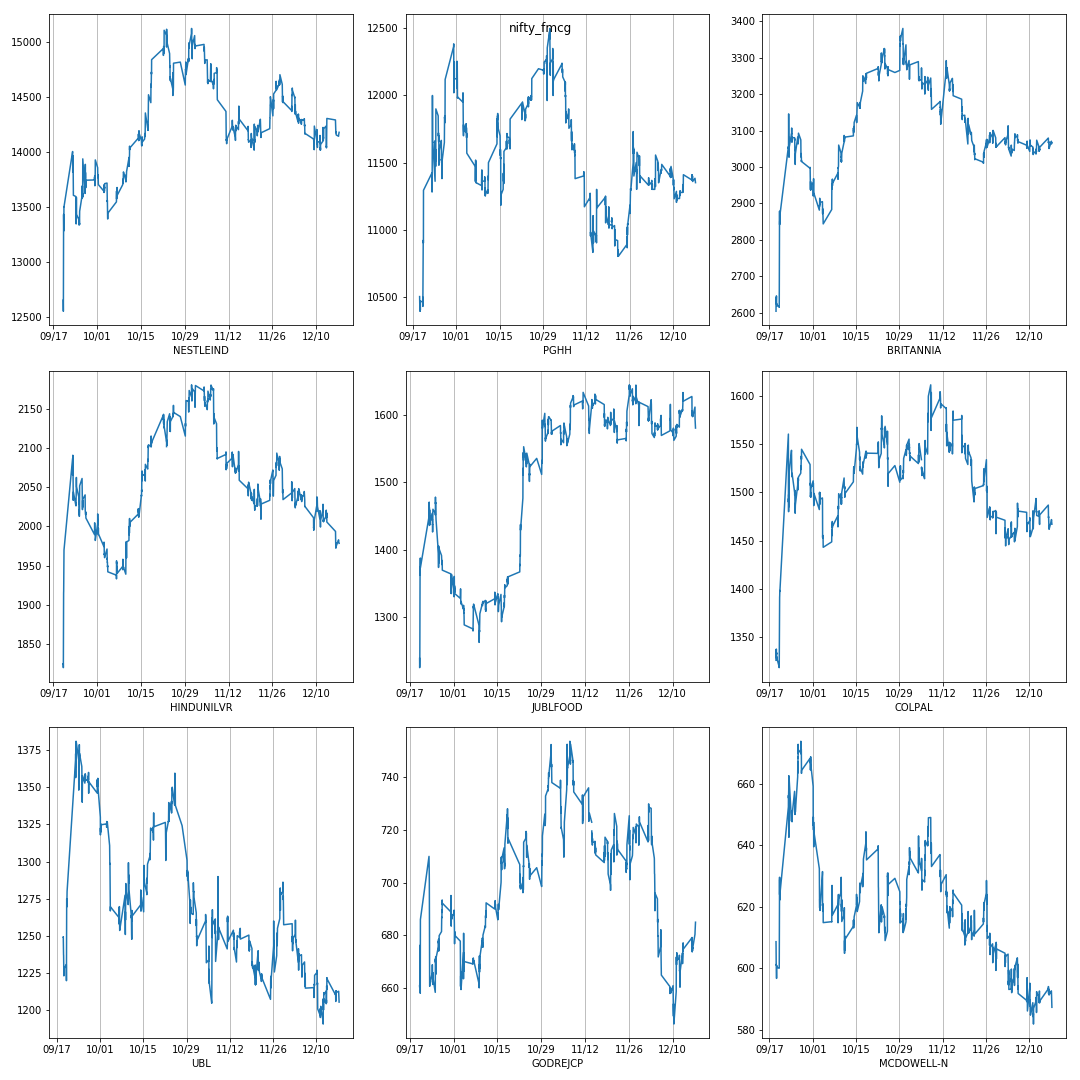 nifty_fmcg
15000
14500
14000
13500
13000
12500
09/17 10/01 10/15 10/29 11/12 11/26 12/10
NESTLEIND
12500
12000
11500
11000
10500
09/17 10/01 10/15 10/29 11/12 11/26 12/10
PGHH
3400
3300
3200
3100
3000
2900
2800
2700
2600
09/17 10/01 10/15 10/29 11/12 11/26 12/10
BRITANNIA
2150
2100
2050
2000
1950
1900
1850
09/17 10/01 10/15 10/29 11/12 11/26 12/10
HINDUNILVR
1600
1500
1400
1300
09/17 10/01 10/15 10/29 11/12 11/26 12/10
JUBLFOOD
1600
1550
1500
1450
1400
1350
09/17 10/01 10/15 10/29 11/12 11/26 12/10
COLPAL
1375
1350
1325
1300
1275
1250
1225
1200
09/17 10/01 10/15 10/29 11/12 11/26 12/10
UBL
740
720
700
680
660
09/17 10/01 10/15 10/29 11/12 11/26 12/10
GODREJCP
660
640
620
600
580
09/17 10/01 10/15 10/29 11/12 11/26 12/10
MCDOWELL-N